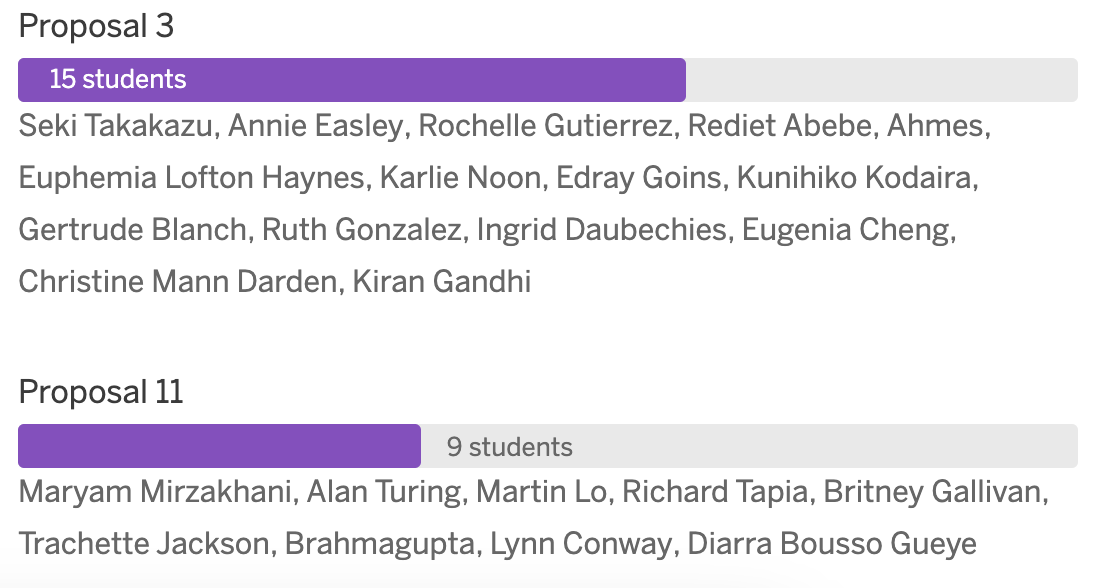 Proposal 3
15 students
Seki Takakazu, Annie Easley, Rochelle Gutierrez, Rediet Abebe, Ahmes,
Euphemia Lofton Haynes, Karlie Noon, Edray Goins, Kunihiko Kodaira,
Gertrude Blanch, Ruth Gonzalez, Ingrid Daubechies, Eugenia Cheng,
Christine Mann Darden, Kiran Gandhi
Proposal 11
9 students
Maryam Mirzakhani, Alan Turing, Martin Lo, Richard Tapia, Britney Gallivan,
Trachette Jackson, Brahmagupta, Lynn Conway, Diarra Bousso Gueye